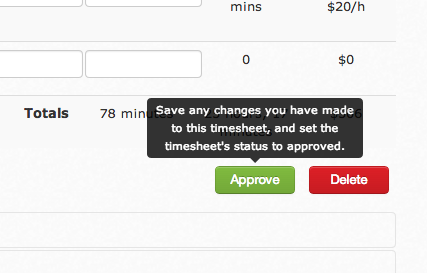 mins $20/h
0 $0
Totals 78 minutes
Save any changes you have made
to this timesheet, and set the
timesheet's status to approved.
Approve Delete